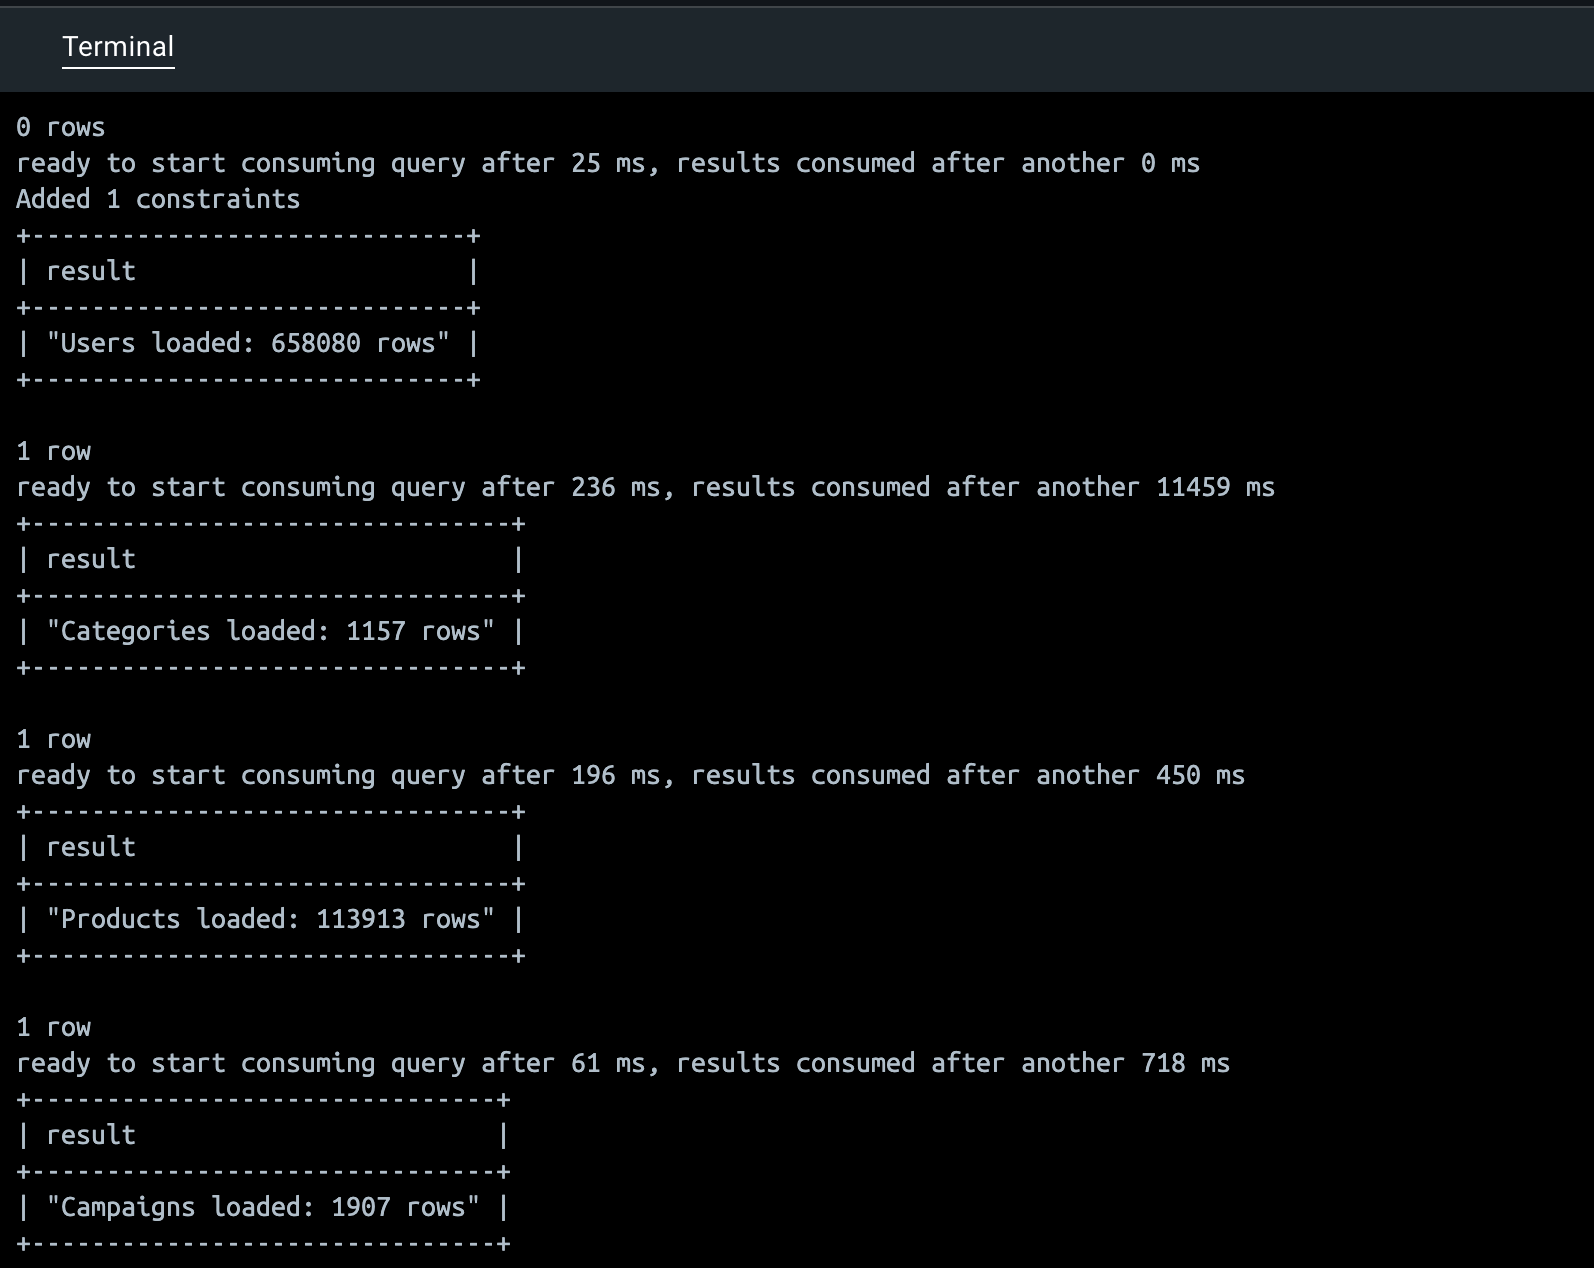 Terminal
0 rows
ready to start consuming query after 25 ms, results consumed after another 0 ms
Added 1 constraints
+-----------------------------+
| result                      |
+-----------------------------+
| "Users loaded: 658080 rows" |
+-----------------------------+
1 row
ready to start consuming query after 236 ms, results consumed after another 11459 ms
+--------------------------------+
| result                         |
+--------------------------------+
| "Categories loaded: 1157 rows" |
+--------------------------------+
1 row
ready to start consuming query after 196 ms, results consumed after another 450 ms
+--------------------------------+
| result                         |
+--------------------------------+
| "Products loaded: 113913 rows" |
+--------------------------------+
1 row
ready to start consuming query after 61 ms, results consumed after another 718 ms
+-------------------------------+
| result                        |
+-------------------------------+
| "Campaigns loaded: 1907 rows" |
+-------------------------------+